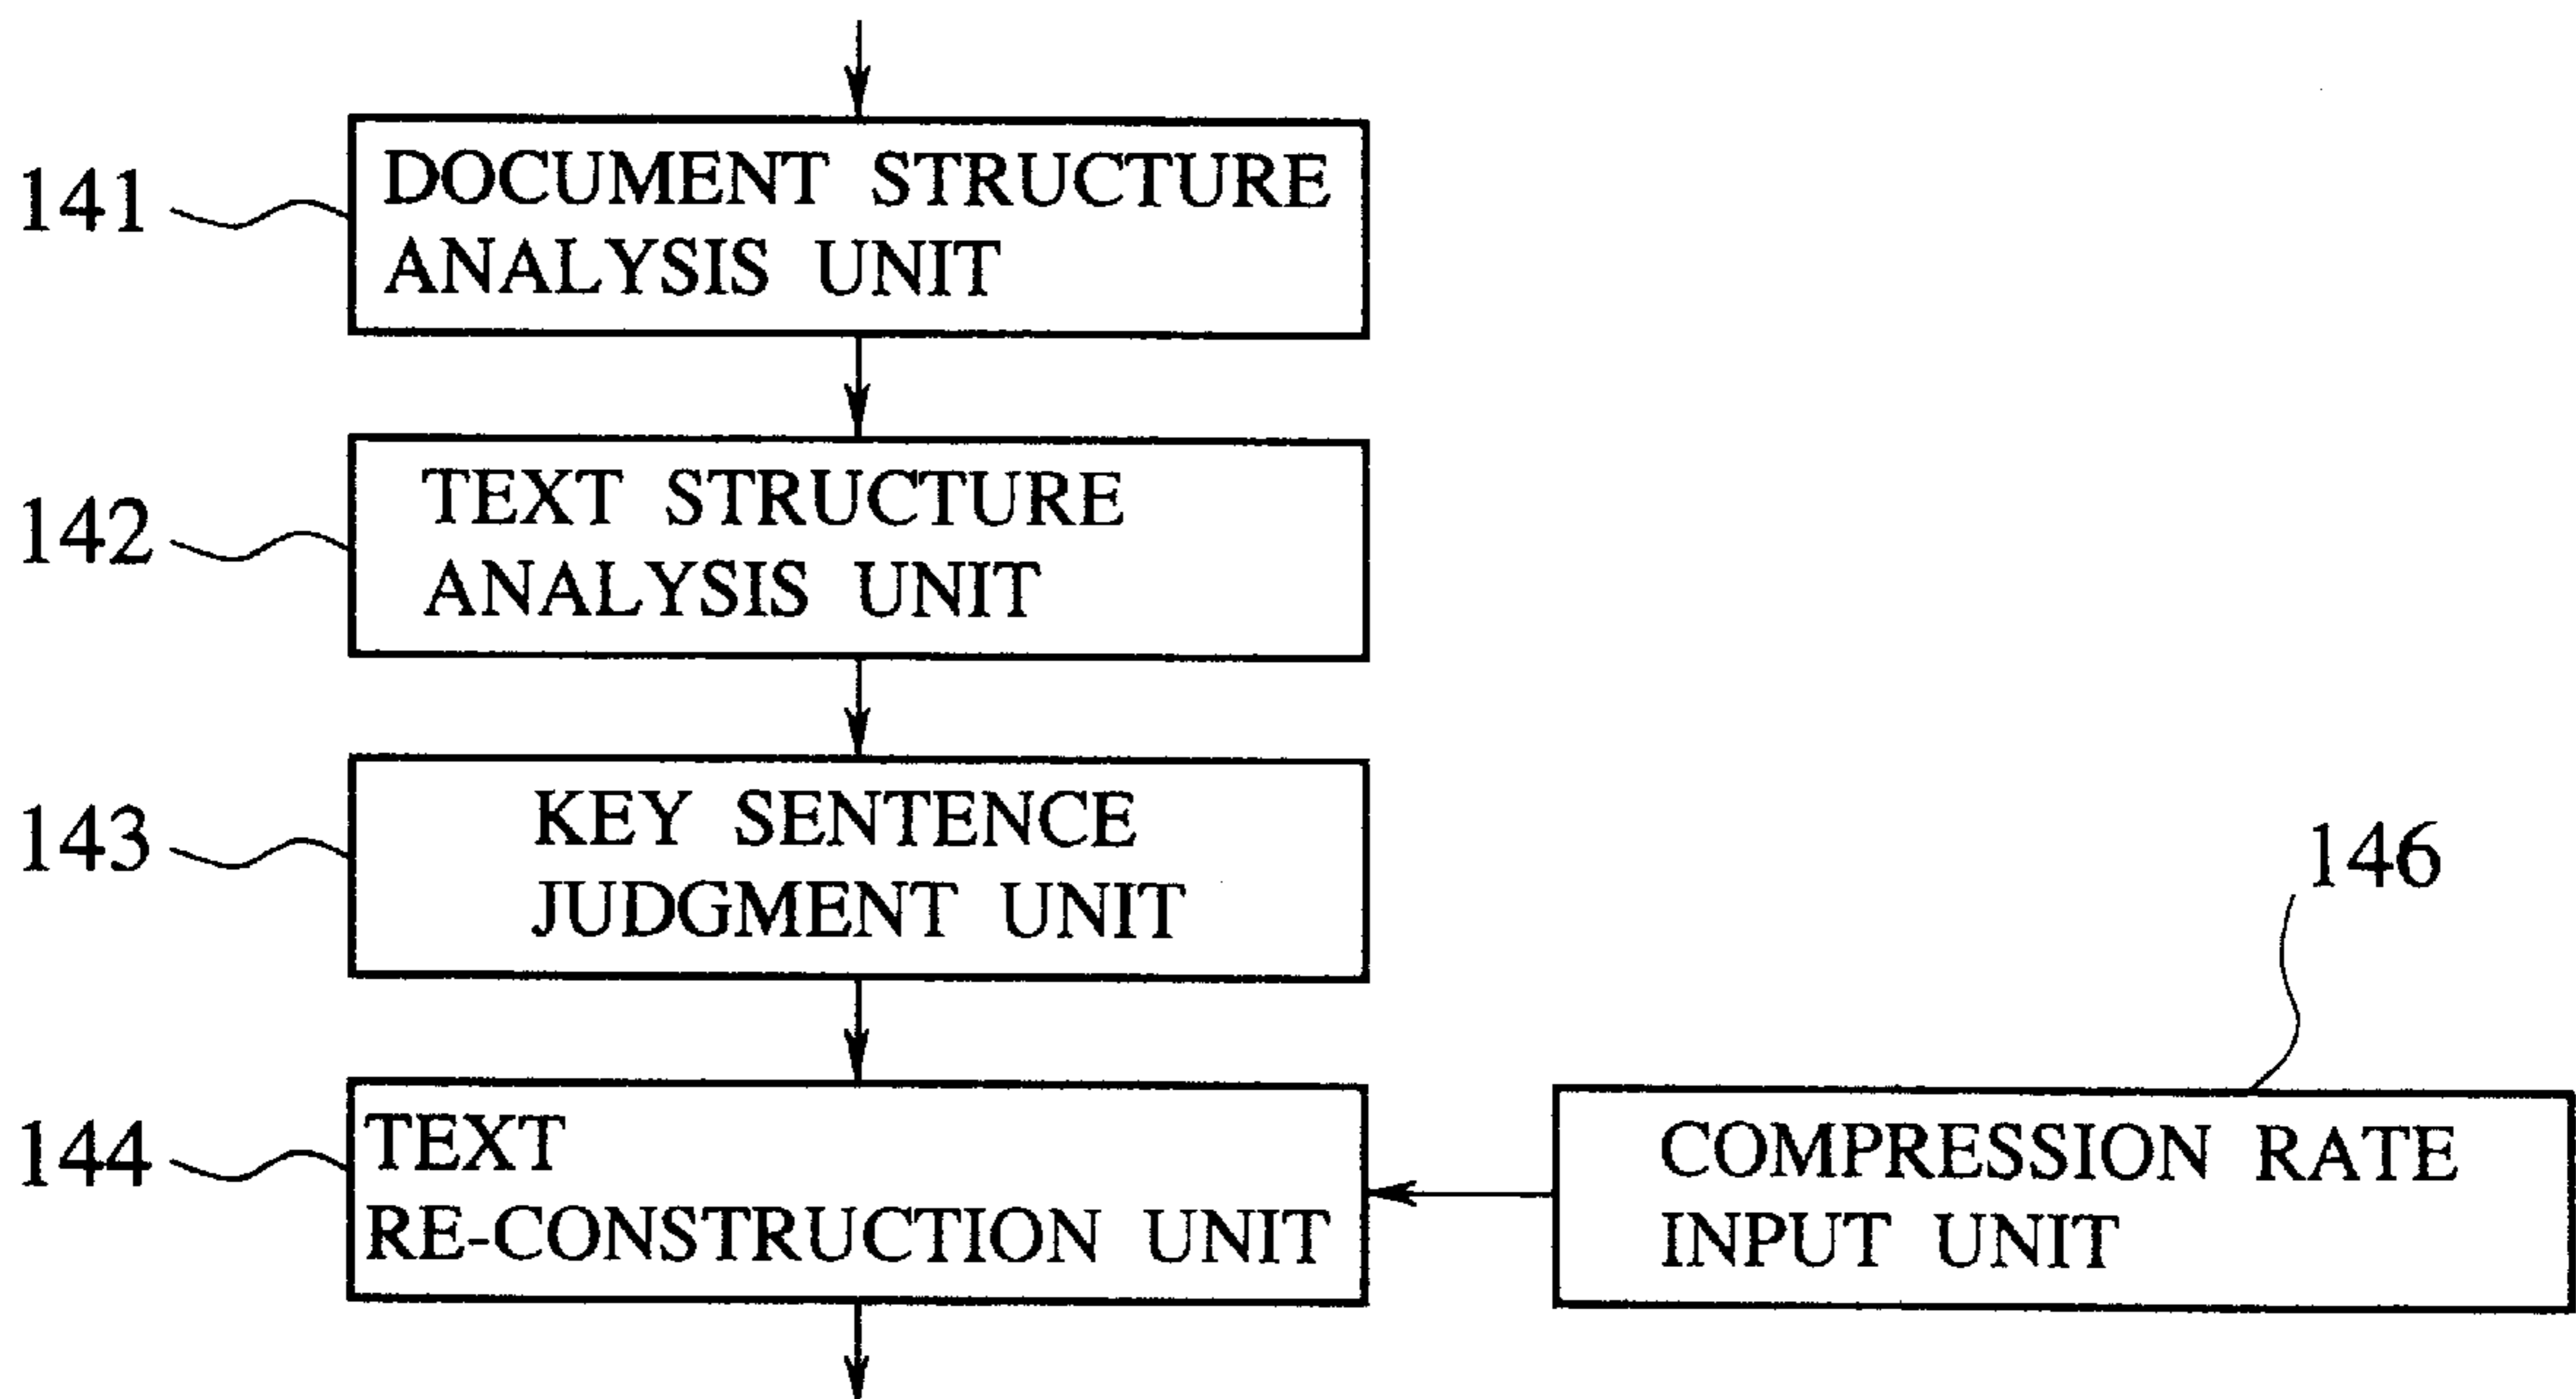 141
DOCUMENT STRUCTURE
ANALYSIS UNIT
142
TEXT STRUCTURE
ANALYSIS UNIT
143
KEY SENTENCE
JUDGMENT UNIT
144
TEXT
RE-CONSTRUCTION UNIT
146
COMPRESSION RATE
INPUT UNIT